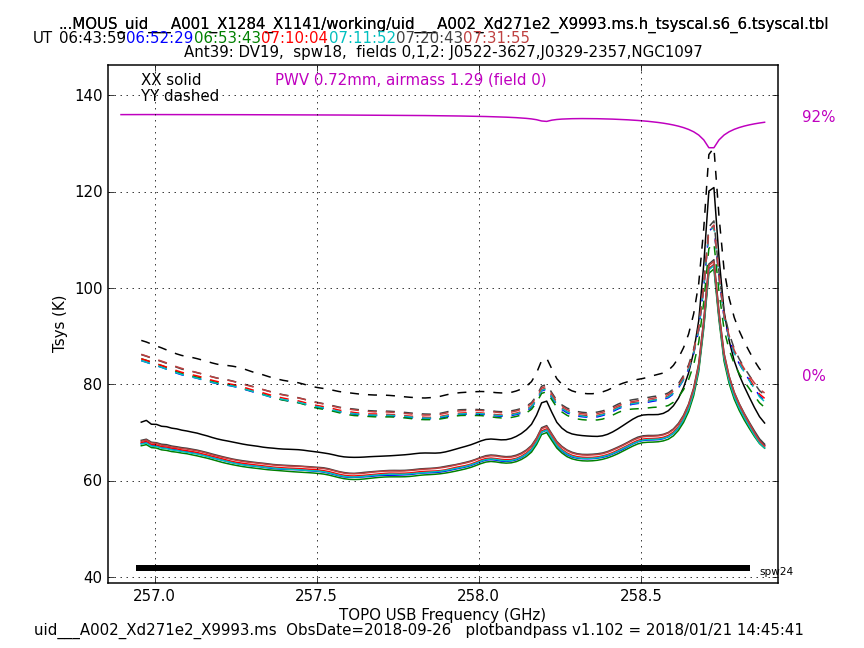 ...MOUS_uid___A001_X1284_X1141/working/uid___A002_Xd271e2_X9993.ms.h_tsyscal.s6_6.tsyscal.tbl
UT 06:43:59 06:52:29 06:53:43 07:10:04 07:11:52 07:20:43 07:31:55
Ant39: DV19,  spw18,  fields 0,1,2: J0522-3627,J0329-2357,NGC1097
XX solid
PWV 0.72mm, airmass 1.29 (field 0)
YY dashed
140
120
100
80
60
40
Tsys (K)
92%
0%
spw24
257.0 257.5 258.0 258.5
TOPO USB Frequency (GHz)
uid___A002_Xd271e2_X9993.ms  ObsDate=2018-09-26   plotbandpass v1.102 = 2018/01/21 14:45:41